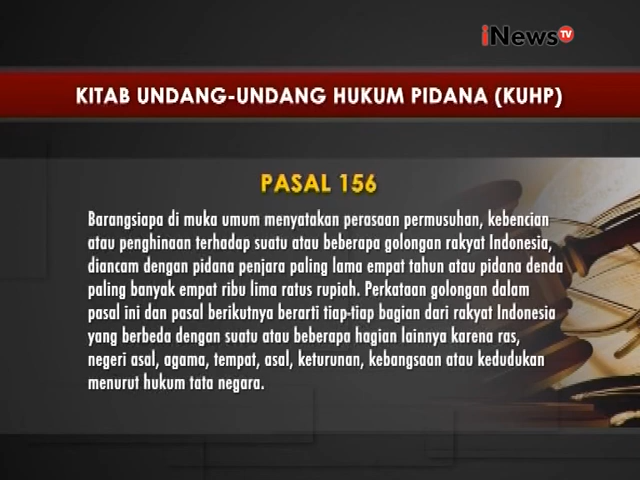 iNews TV
KITAB UNDANG-UNDANG HUKUM PIDANA (KUHP)
PASAL 156
Barangsiapa di muka umum menyatakan perasaan permusuhan, kebencian
atau penghinaan terhadap suatu atau beberapa golongan rakyat Indonesia,
diancam dengan pidana penjara paling lama empat tahun atau pidana denda
paling banyak empat ribu lima ratus rupiah. Perkataan golongan dalam
pasal ini dan pasal berikutnya berarti tiap-tiap bagian dari rakyat Indonesia
yang berbeda dengan suatu atau beberapa hagian lainnya karena ras,
negeri asal, agama, tempat, asal, keturunan, kebangsaan atau kedudukan
menurut hukum tata negara.